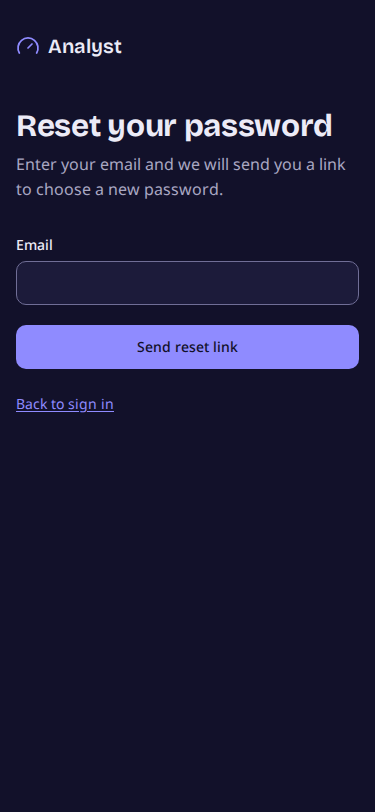 Analyst
Reset your password
Enter your email and we will send you a link
to choose a new password.
Email
Send reset link
Back to sign in